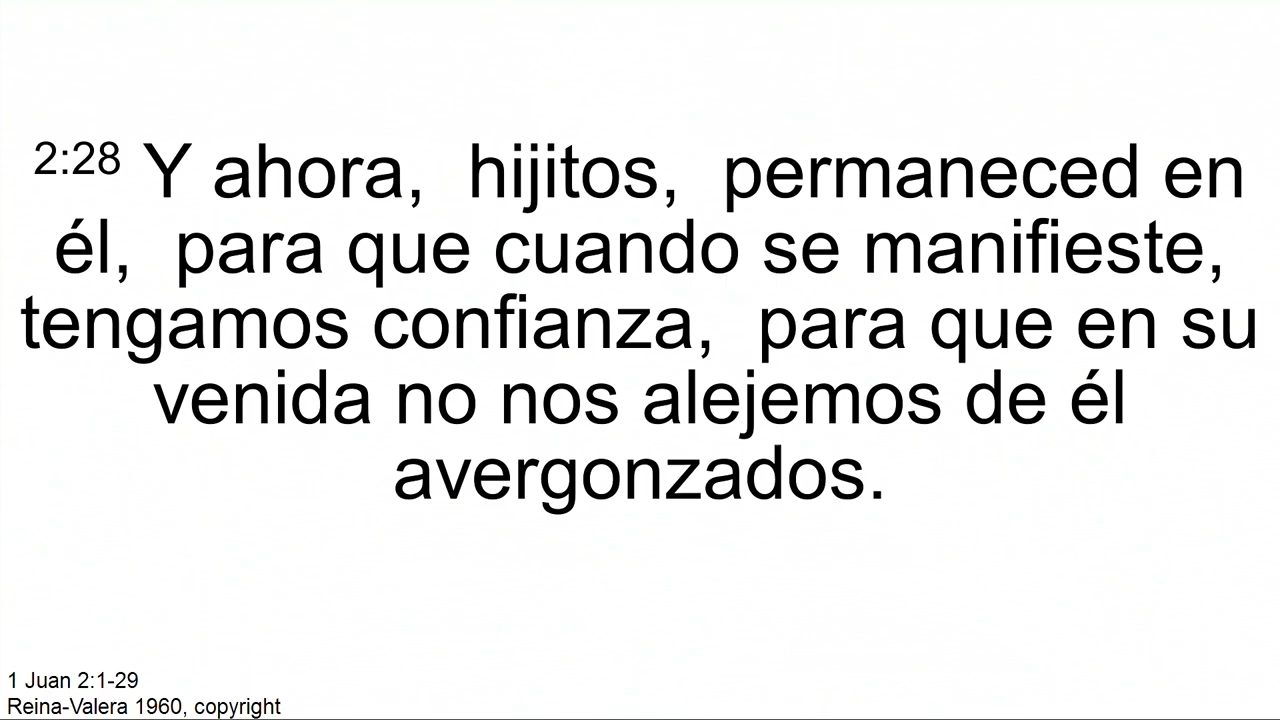 2:28 Y ahora,  hijitos,  permaneced en
él,  para que cuando se manifieste,
tengamos confianza,  para que en su
venida no nos alejemos de él
avergonzados.
1 Juan 2:1-29
Reina-Valera 1960, copyright